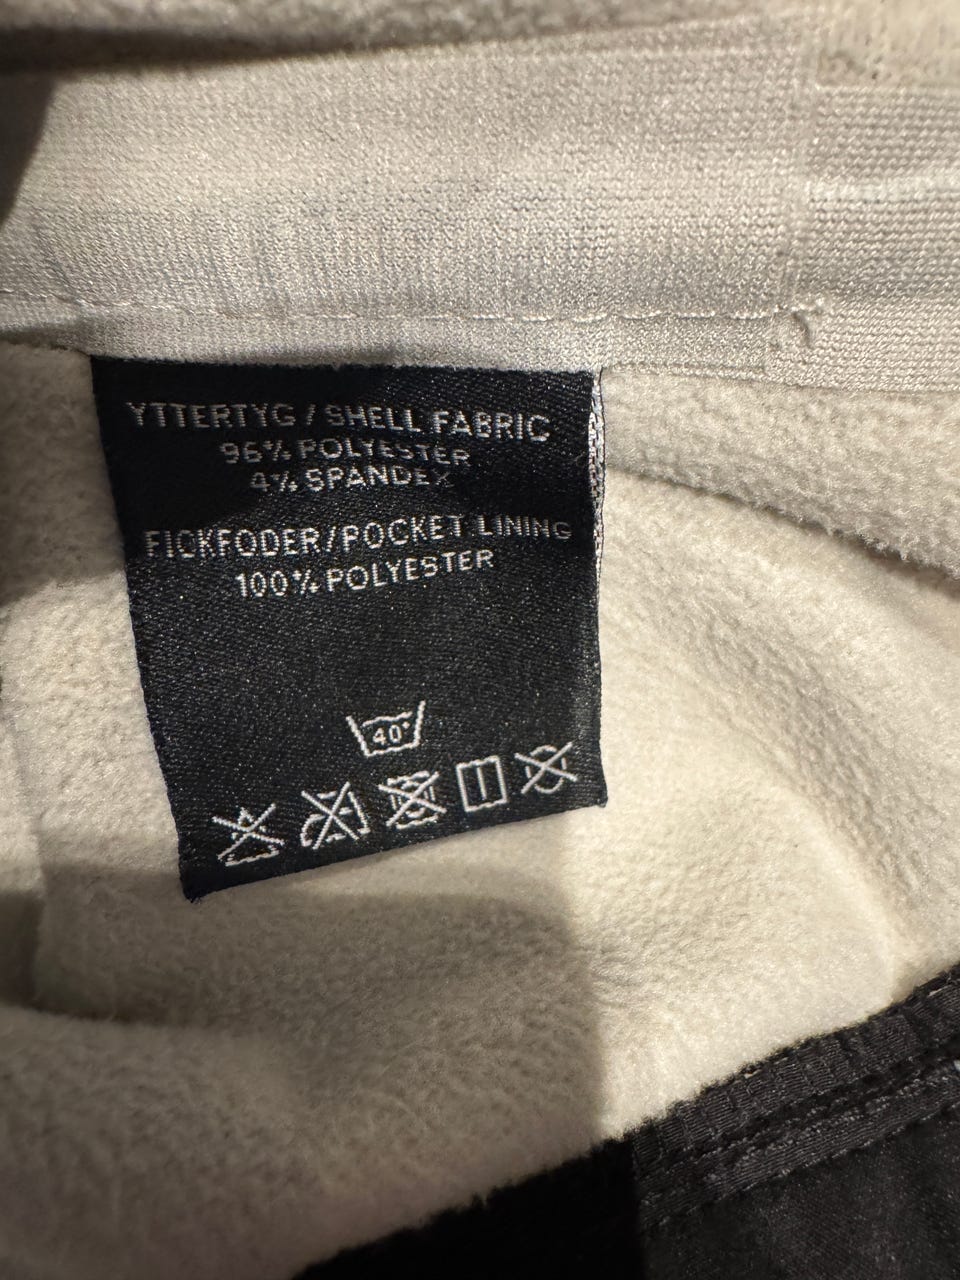 YTTERTYG / SHELL FABRIC
96% POLYESTER
4% SPANDEX
FICKFODER/POCKET LINING
100% POLYESTER
40°